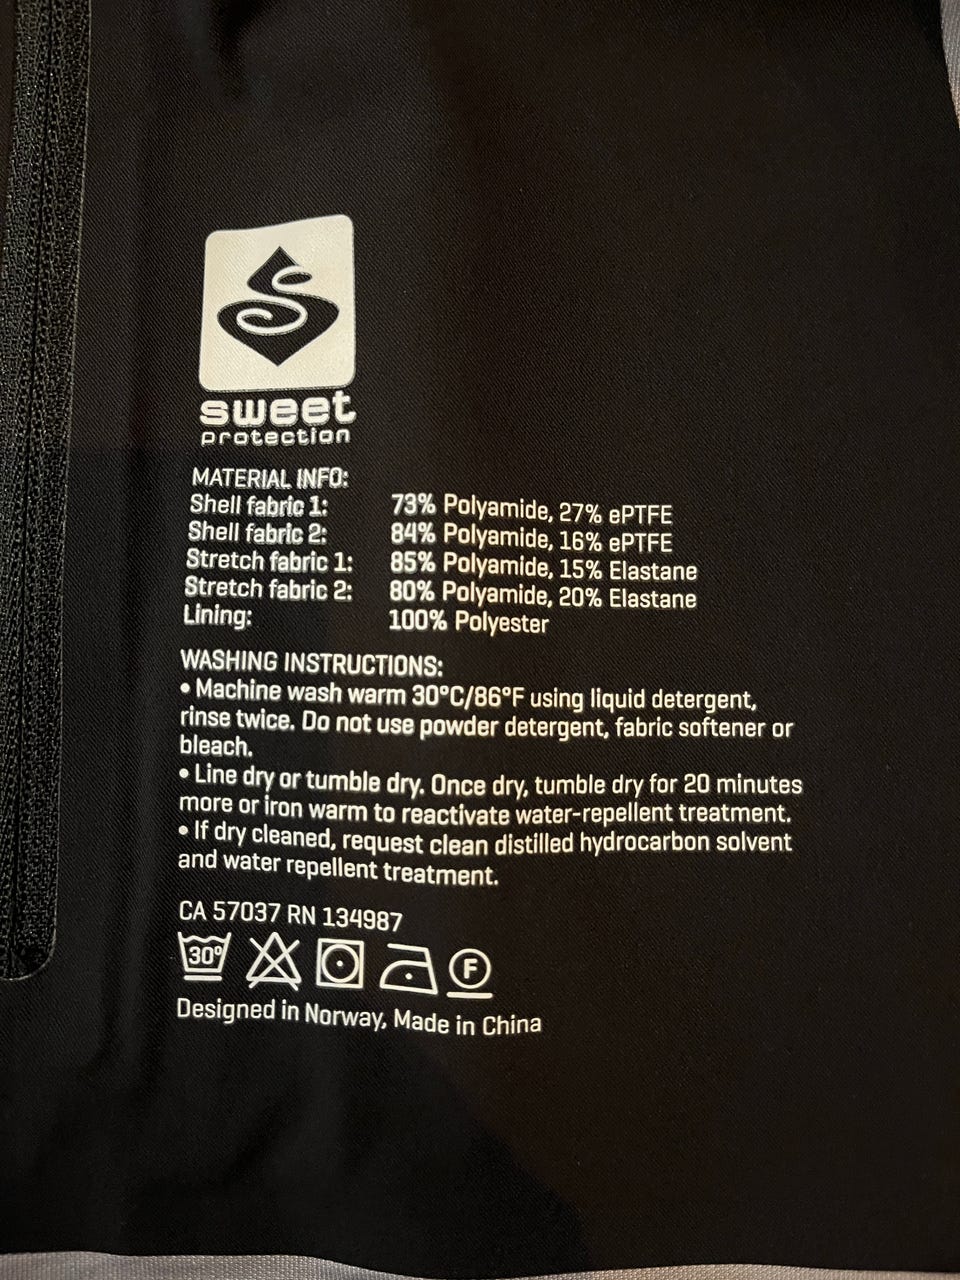 sweet
protection
MATERIAL INFO:
Shell fabric 1: 73% Polyamide, 27% ePTFE
Shell fabric 2: 84% Polyamide, 16% ePTFE
Stretch fabric 1: 85% Polyamide, 15% Elastane
Stretch fabric 2: 80% Polyamide, 20% Elastane
Lining: 100% Polyester
WASHING INSTRUCTIONS:
• Machine wash warm 30°C/86°F using liquid detergent,
rinse twice. Do not use powder detergent, fabric softener or
bleach.
• Line dry or tumble dry. Once dry, tumble dry for 20 minutes
more or iron warm to reactivate water-repellent treatment.
• If dry cleaned, request clean distilled hydrocarbon solvent
and water repellent treatment.
CA 57037 RN 134987
30° F
Designed in Norway, Made in China